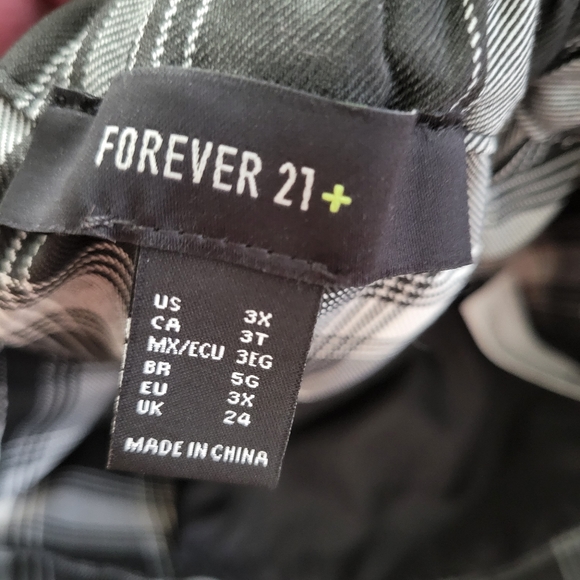 FOREVER 21+
US 3X
CA 3T
MX/ECU 3EG
BR 5G
EU 3X
UK 24
MADE IN CHINA